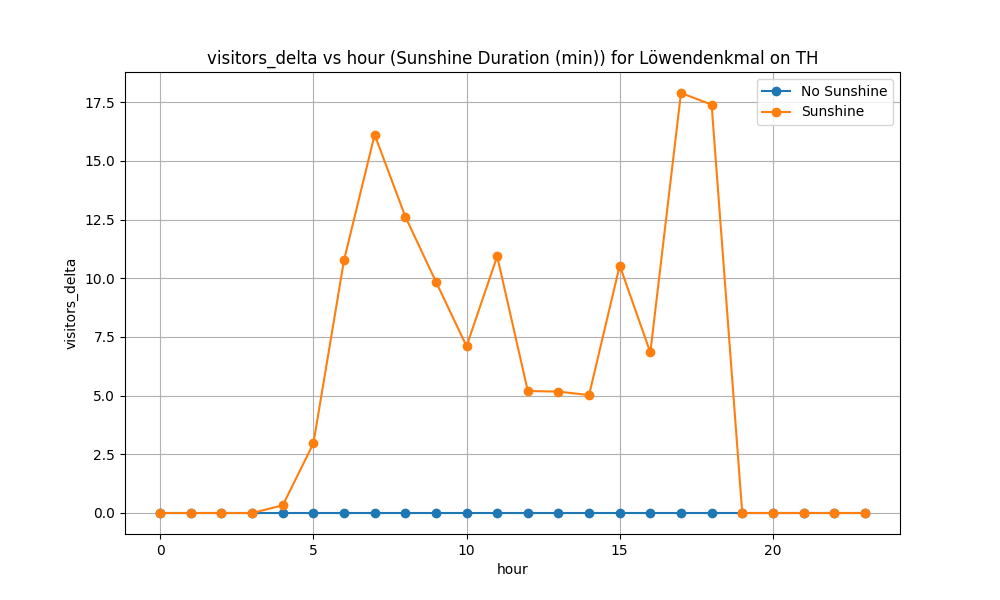 visitors_delta vs hour (Sunshine Duration (min)) for Löwendenkmal on TH
No Sunshine
Sunshine
17.5
15.0
12.5
10.0
7.5
5.0
2.5
0.0
visitors_delta
0 5 10 15 20
hour